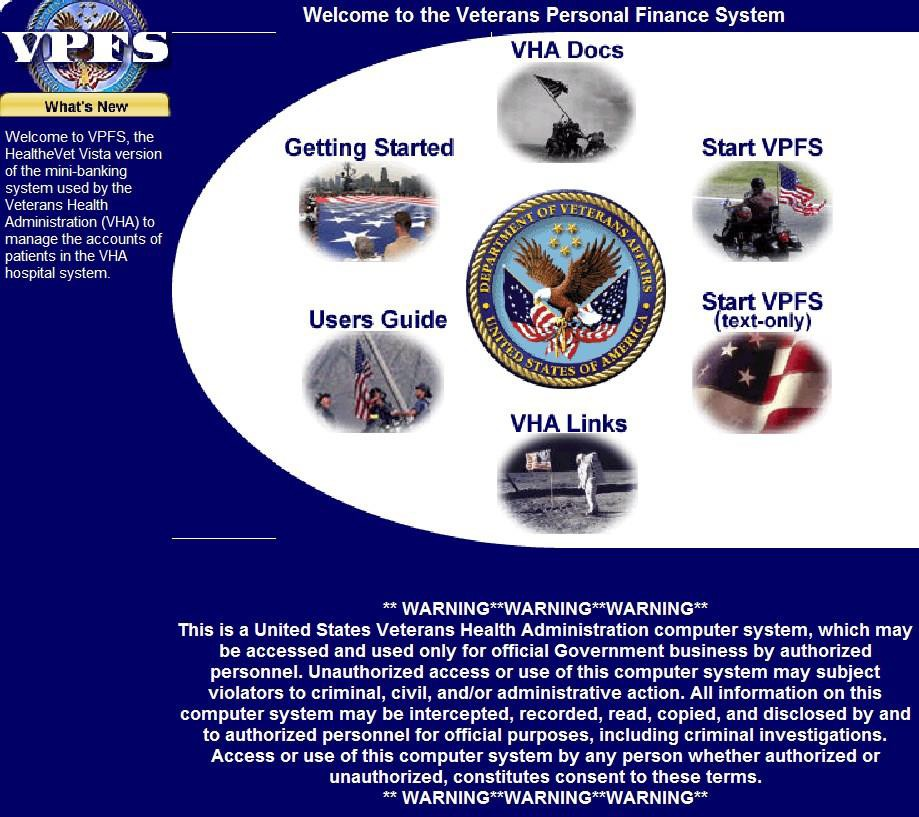 Welcome to the Veterans Personal Finance System
VPFS
What's New
Welcome to VPFS, the
HealtheVet Vista version
of the mini-banking
system used by the
Veterans Health
Administration (VHA) to
manage the accounts of
patients in the VHA
hospital system.
VHA Docs
Getting Started
Start VPFS
DEPARTMENT OF VETERANS AFFAIRS
UNITED STATES OF AMERICA
Users Guide
Start VPFS
(text-only)
VHA Links
** WARNING**WARNING**WARNING**
This is a United States Veterans Health Administration computer system, which may
be accessed and used only for official Government business by authorized
personnel. Unauthorized access or use of this computer system may subject
violators to criminal, civil, and/or administrative action. All information on this
computer system may be intercepted, recorded, read, copied, and disclosed by and
to authorized personnel for official purposes, including criminal investigations.
Access or use of this computer system by any person whether authorized or
unauthorized, constitutes consent to these terms.
** WARNING**WARNING**WARNING**